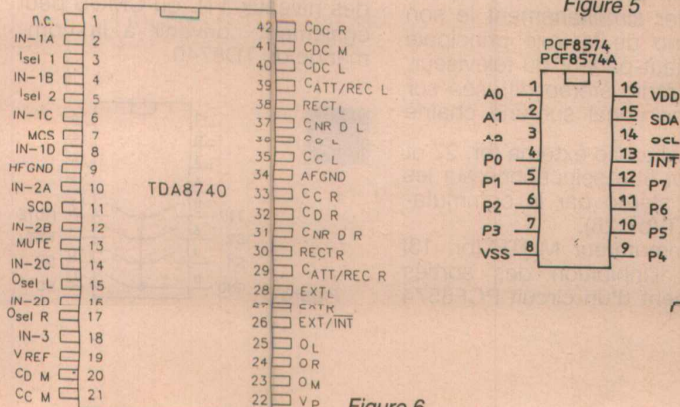 Figure 5
n.c. 1
IN-1A 2
Isel 1 3
IN-1B 4
Isel 2 5
IN-1C 6
MCS 7
IN-1D 8
HFGND 9
IN-2A 10
SCD 11
IN-2B 12
MUTE 13
IN-2C 14
Osel L 15
IN-2D
Osel R 17
IN-3 18
VREF 19
CD M 20
CC M 21
TDA8740
42 CDC R
41 CDC M
40 CDC L
39 CATT/REC L
38 RECTL
37 CNR D L
35 CC L
34 AFGND
33 CC R
32 CD R
31 CNR D R
30 RECTR
29 CATT/REC R
28 EXTL
26 EXT/INT
25 OL
24 OR
23 OM
22 VP
Figure 6
PCF8574
PCF8574A
A0 1
A1 2
3
P0 4
P1 5
P2 6
P3 7
VSS 8
16 VDD
15 SDA
14
13 INT
12 P7
11 P6
10 P5
9 P4